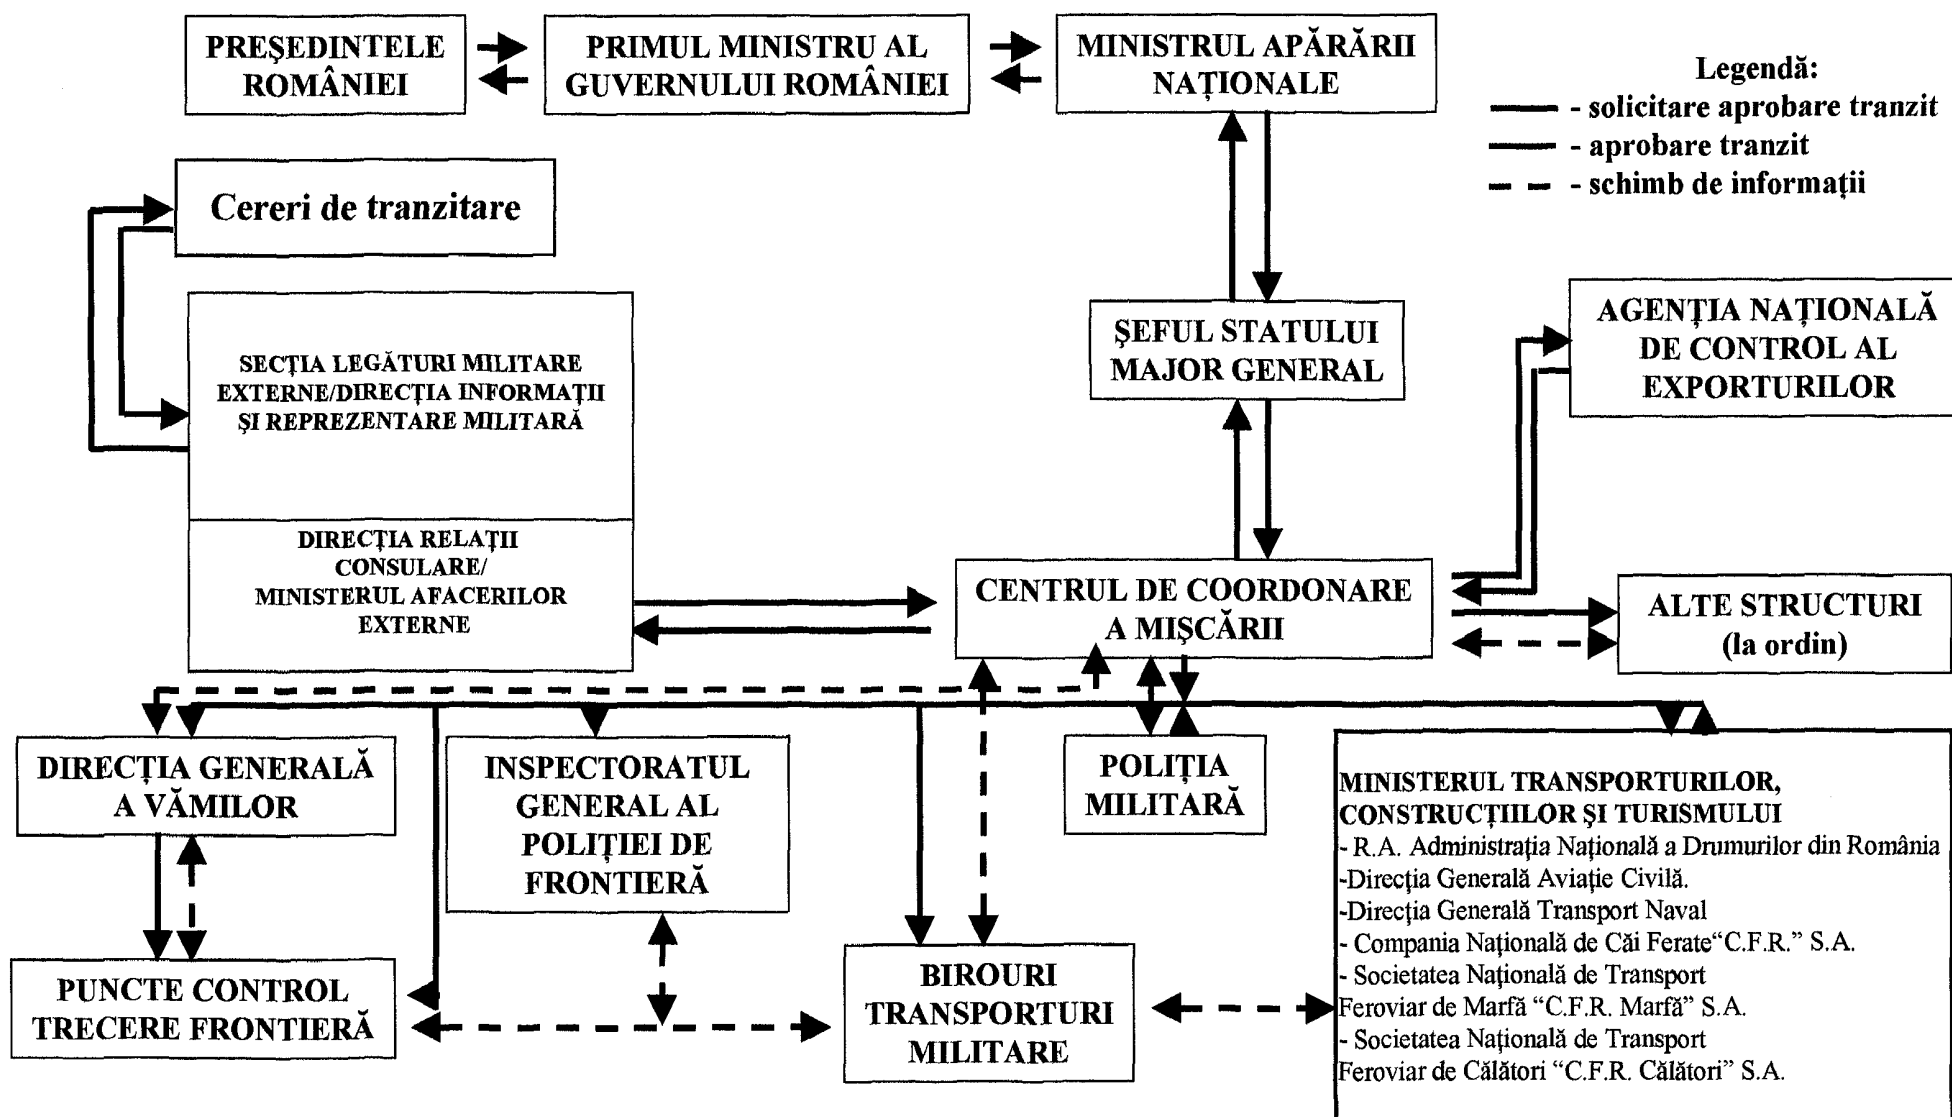 PREŞEDINTELE
ROMÂNIEI
PRIMUL MINISTRU AL
GUVERNULUI ROMÂNIEI
MINISTRUL APĂRĂRII
NAŢIONALE
Legendă:
- solicitare aprobare tranzit
- aprobare tranzit
- schimb de informaţii
Cereri de tranzitare
SECŢIA LEGĂTURI MILITARE
EXTERNE/DIRECŢIA INFORMAŢII
ŞI REPREZENTARE MILITARĂ
ŞEFUL STATULUI
MAJOR GENERAL
AGENŢIA NAŢIONALĂ
DE CONTROL AL
EXPORTURILOR
DIRECŢIA RELAŢII
CONSULARE/
MINISTERUL AFACERILOR
EXTERNE
CENTRUL DE COORDONARE
A MIŞCĂRII
ALTE STRUCTURI
(la ordin)
DIRECŢIA GENERALĂ
A VĂMILOR
INSPECTORATUL
GENERAL AL
POLIŢIEI DE
FRONTIERĂ
POLIŢIA
MILITARĂ
MINISTERUL TRANSPORTURILOR,
CONSTRUCŢIILOR ŞI TURISMULUI
- R.A. Administraţia Naţională a Drumurilor din România
-Direcţia Generală Aviaţie Civilă.
-Direcţia Generală Transport Naval
- Compania Naţională de Căi Ferate“C.F.R.” S.A.
- Societatea Naţională de Transport
Feroviar de Marfă “C.F.R. Marfă” S.A.
- Societatea Naţională de Transport
Feroviar de Călători “C.F.R. Călători” S.A.
PUNCTE CONTROL
TRECERE FRONTIERĂ
BIROURI
TRANSPORTURI
MILITARE